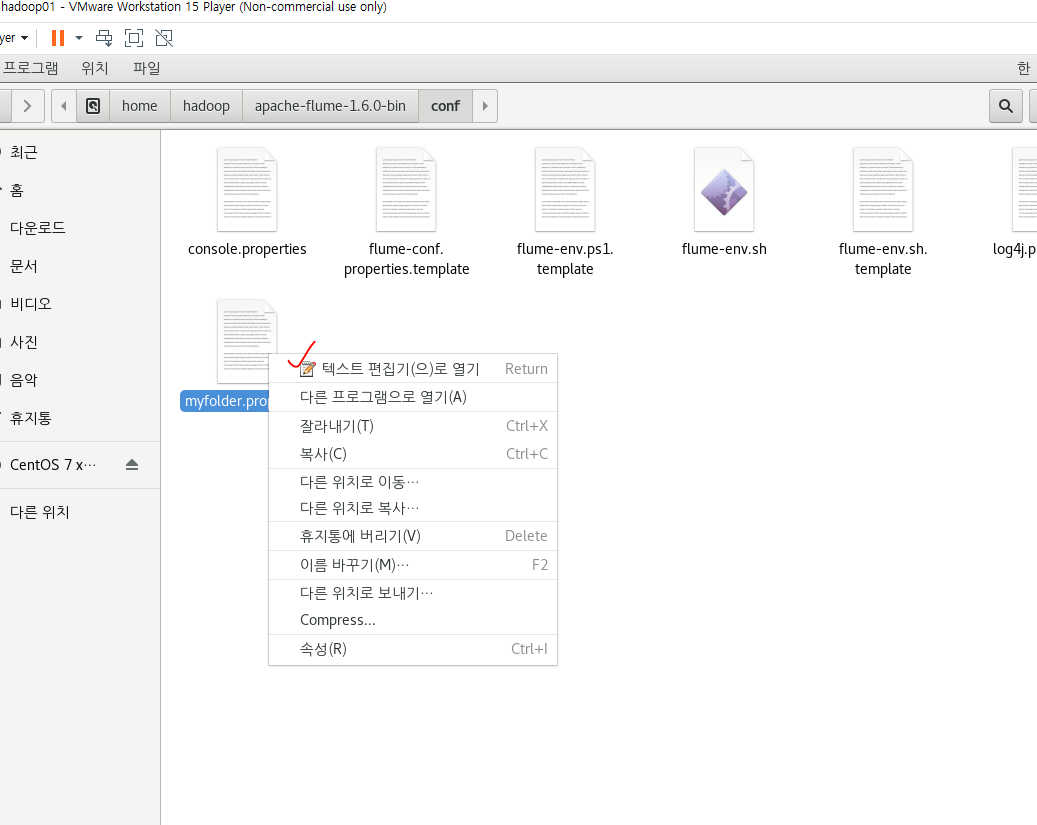 hadoop01 - VMware Workstation 15 Player (Non-commercial use only)
yer
프로그램 위치 파일 한
home hadoop apache-flume-1.6.0-bin conf
최근
홈
다운로드
문서
비디오
사진
음악
휴지통
CentOS 7 x…
다른 위치
console.properties
flume-conf.
properties.template
flume-env.ps1.
template
flume-env.sh
flume-env.sh.
template
log4j.p
myfolder.prop
텍스트 편집기(으)로 열기 Return
다른 프로그램으로 열기(A)
잘라내기(T) Ctrl+X
복사(C) Ctrl+C
다른 위치로 이동…
다른 위치로 복사…
휴지통에 버리기(V) Delete
이름 바꾸기(M)… F2
다른 위치로 보내기…
Compress...
속성(R) Ctrl+I